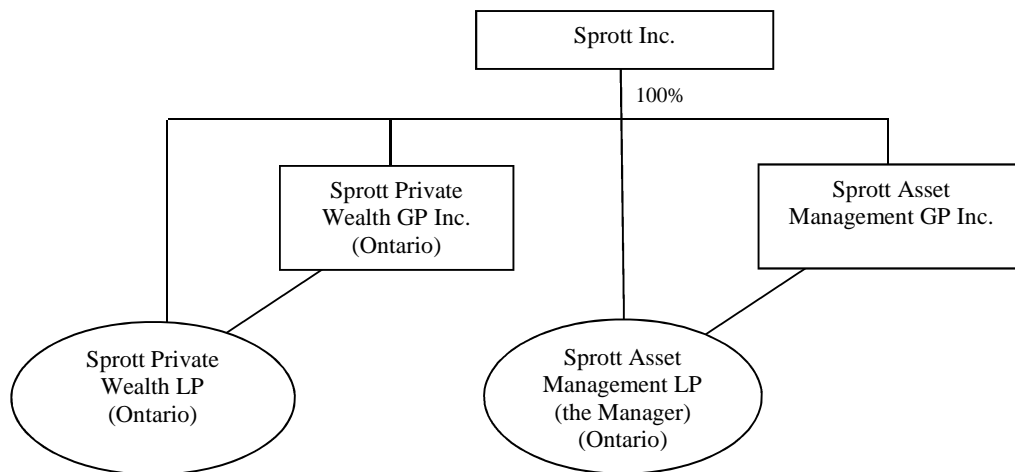 Sprott Inc.
100%
Sprott Private
Wealth GP Inc.
(Ontario)
Sprott Asset
Management GP Inc.
Sprott Private
Wealth LP
(Ontario)
Sprott Asset
Management LP
(the Manager)
(Ontario)